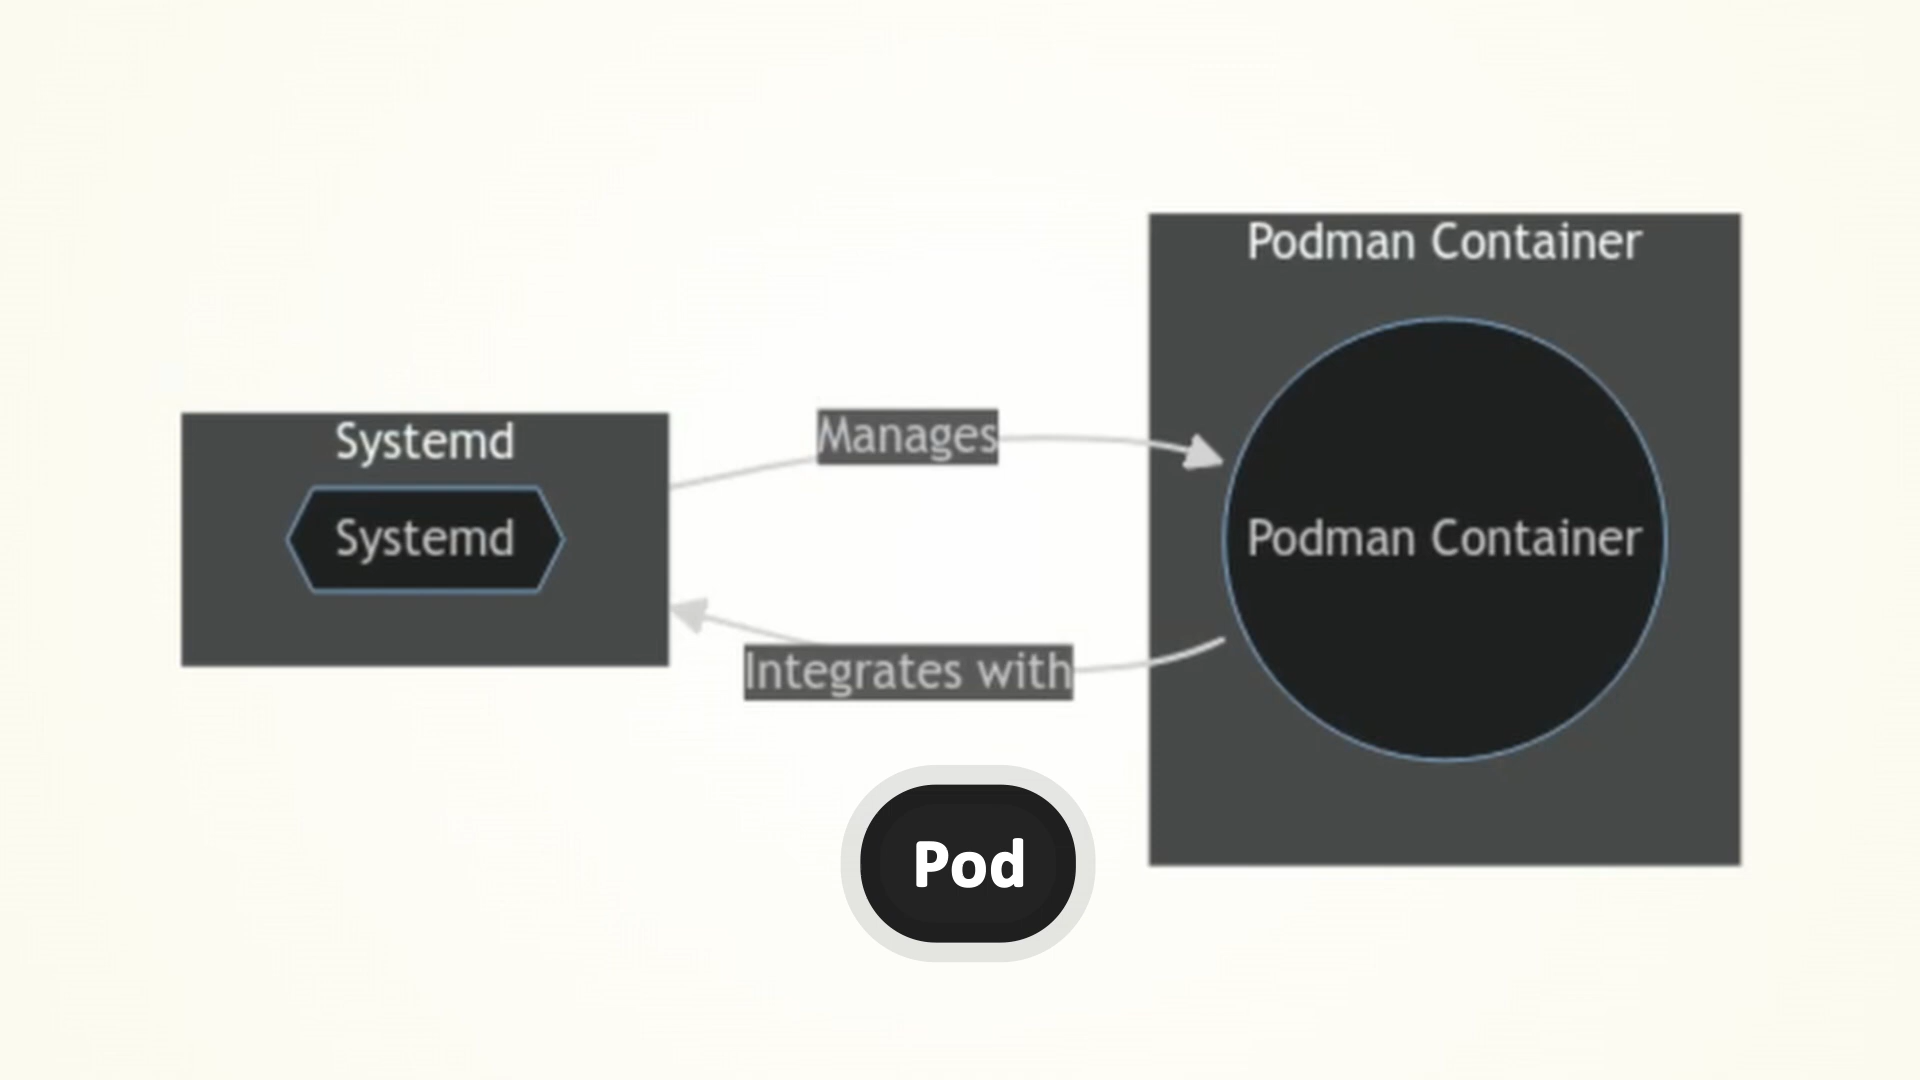 Podman Container
Systemd
Manages
Systemd
Podman Container
Integrates with
Pod